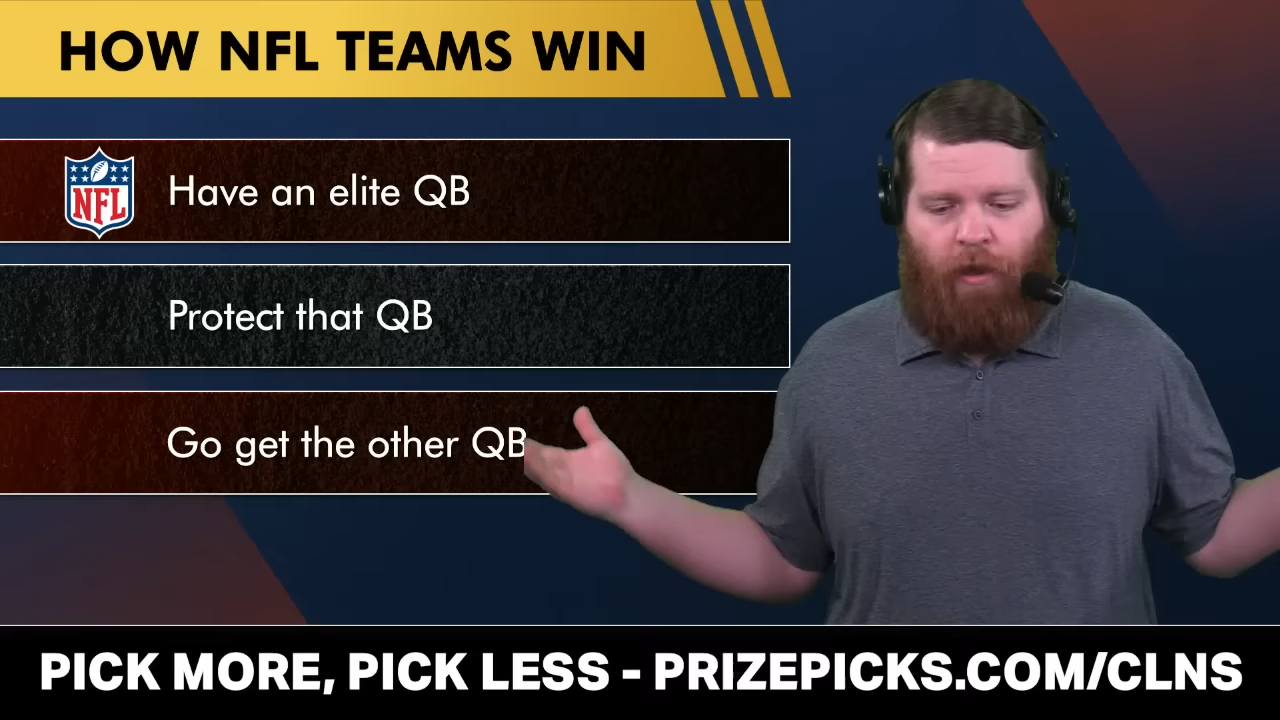 HOW NFL TEAMS WIN
NFL
Have an elite QB
Protect that QB
Go get the other QB
PICK MORE, PICK LESS - PRIZEPICKS.COM/CLNS